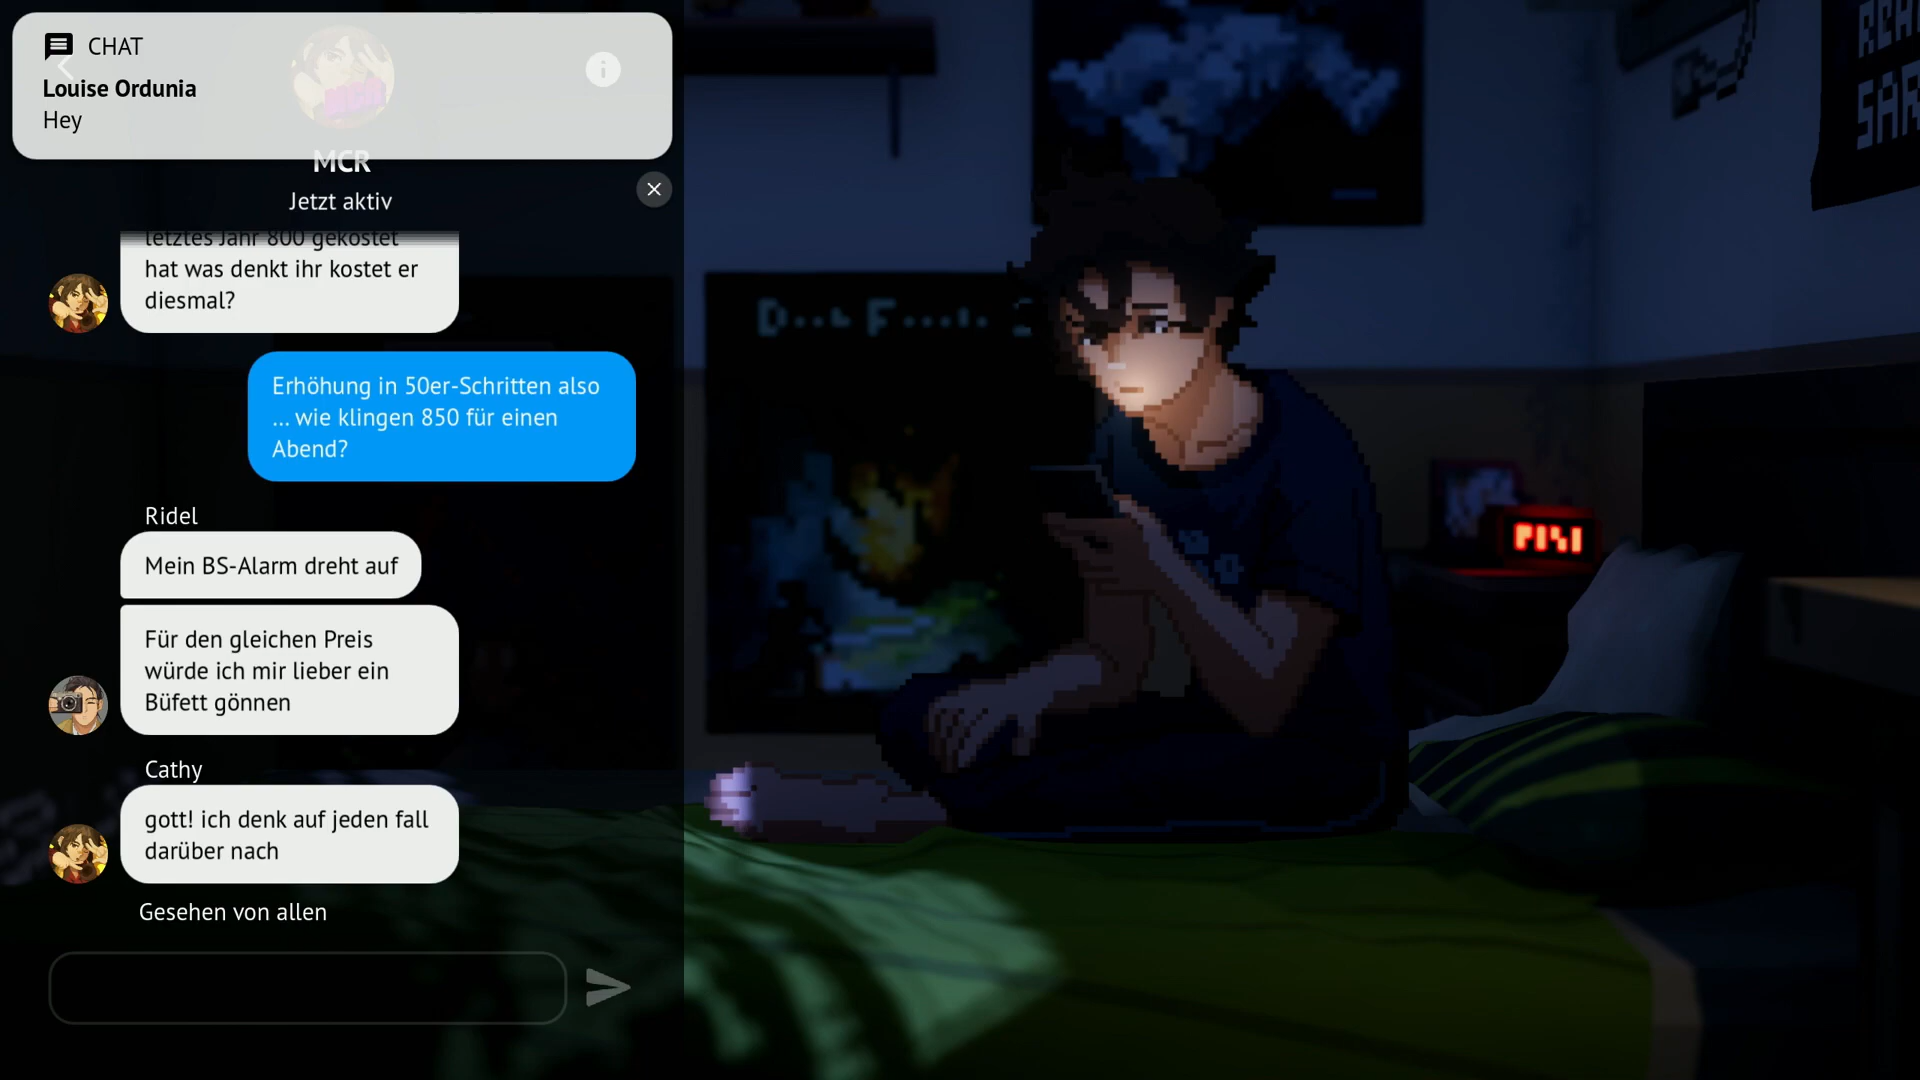 CHAT
Louise Ordunia
Hey
MCR
Jetzt aktiv
letztes Jahr 800 gekostet
hat was denkt ihr kostet er
diesmal?
Erhöhung in 50er-Schritten also
... wie klingen 850 für einen
Abend?
Ridel
Mein BS-Alarm dreht auf
Für den gleichen Preis
würde ich mir lieber ein
Büfett gönnen
Cathy
gott! ich denk auf jeden fall
darüber nach
Gesehen von allen